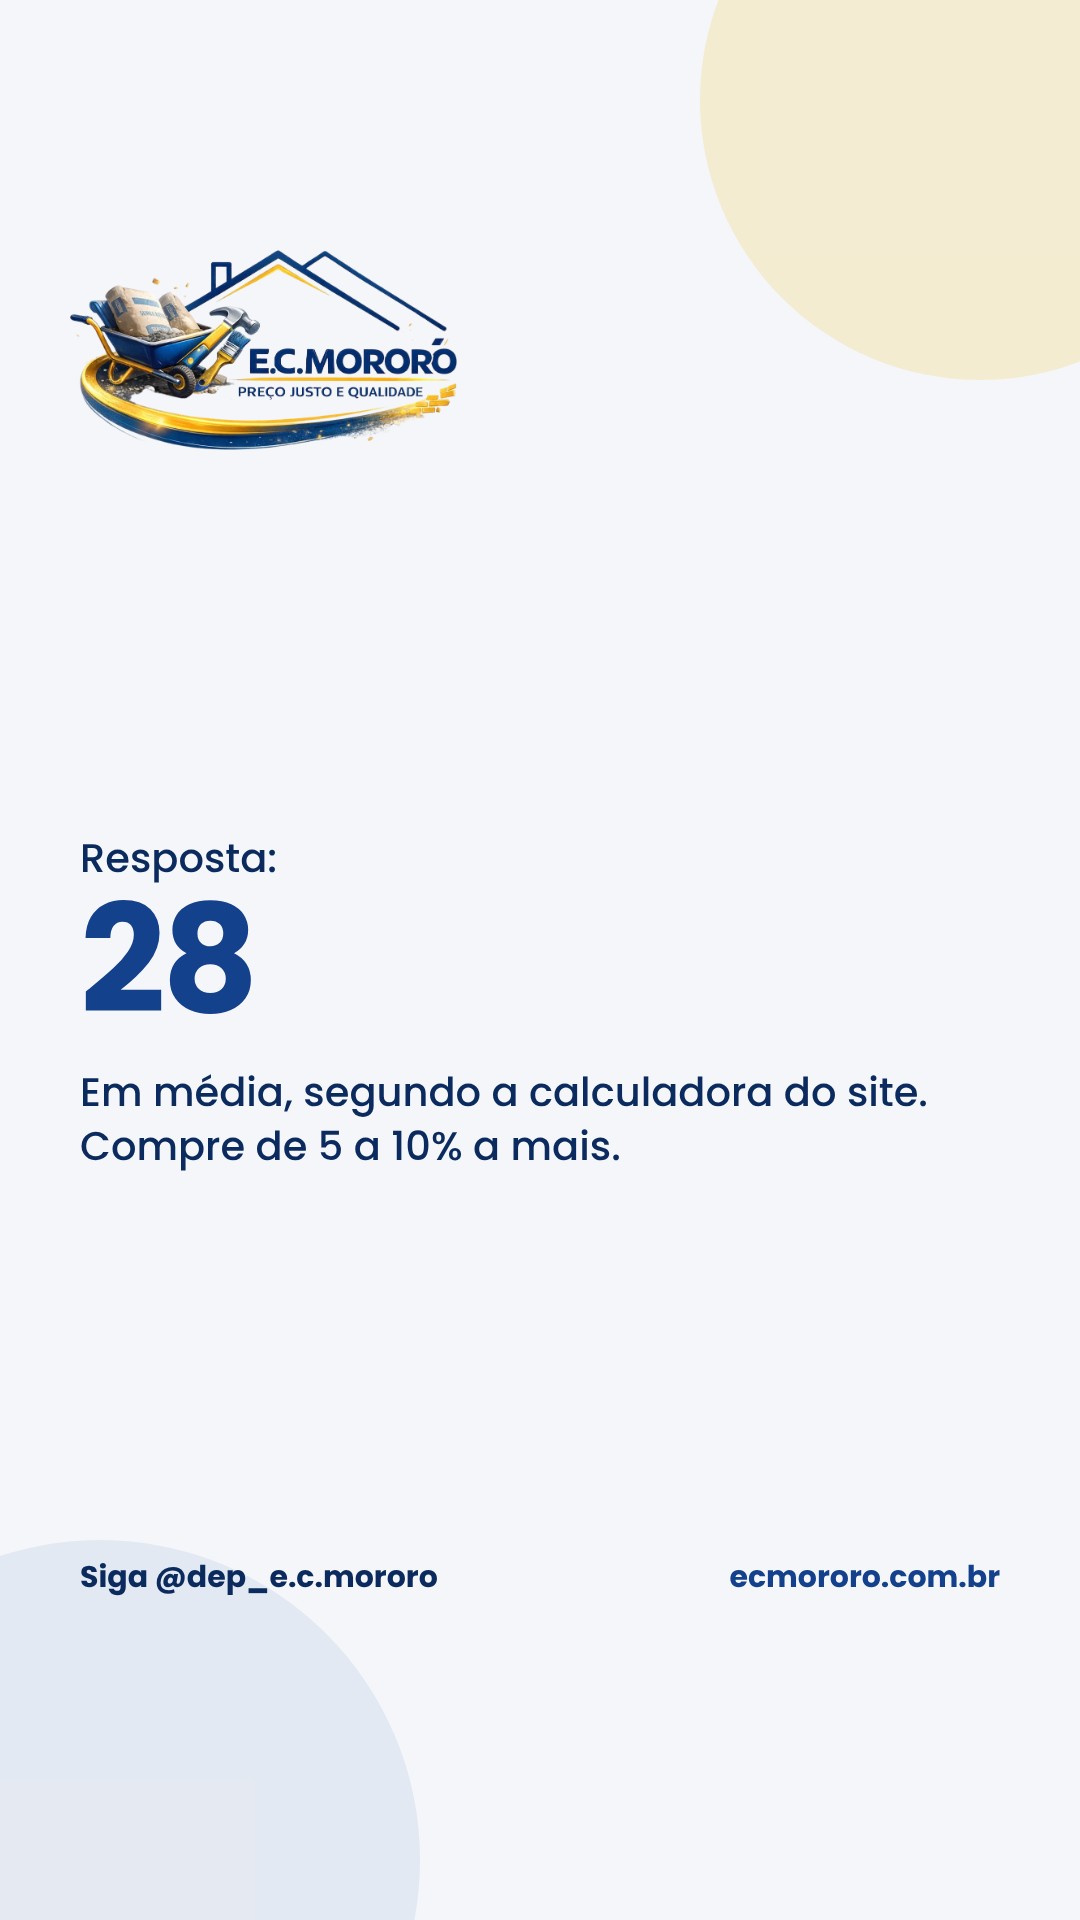 E.C.MORORÓ
PREÇO JUSTO E QUALIDADE
Resposta:
28
Em média, segundo a calculadora do site.
Compre de 5 a 10% a mais.
Siga @dep_e.c.mororo
ecmororo.com.br